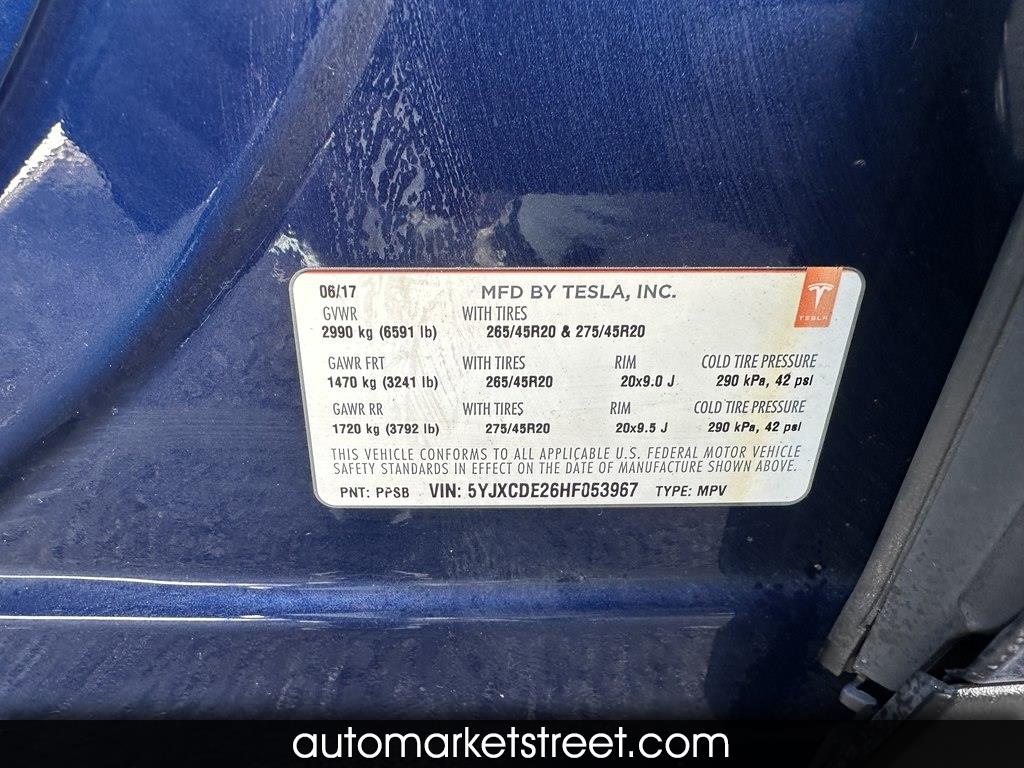 06/17 MFD BY TESLA, INC.
TESLA
GVWR WITH TIRES
2990 kg (6591 lb) 265/45R20 & 275/45R20
GAWR FRT WITH TIRES RIM COLD TIRE PRESSURE
1470 kg (3241 lb) 265/45R20 20x9.0 J 290 kPa, 42 psi
GAWR RR WITH TIRES RIM COLD TIRE PRESSURE
1720 kg (3792 lb) 275/45R20 20x9.5 J 290 kPa, 42 psi
THIS VEHICLE CONFORMS TO ALL APPLICABLE U.S. FEDERAL MOTOR VEHICLE
SAFETY STANDARDS IN EFFECT ON THE DATE OF MANUFACTURE SHOWN ABOVE.
PNT: PPSB VIN: 5YJXCDE26HF053967 TYPE: MPV
automarketstreet.com